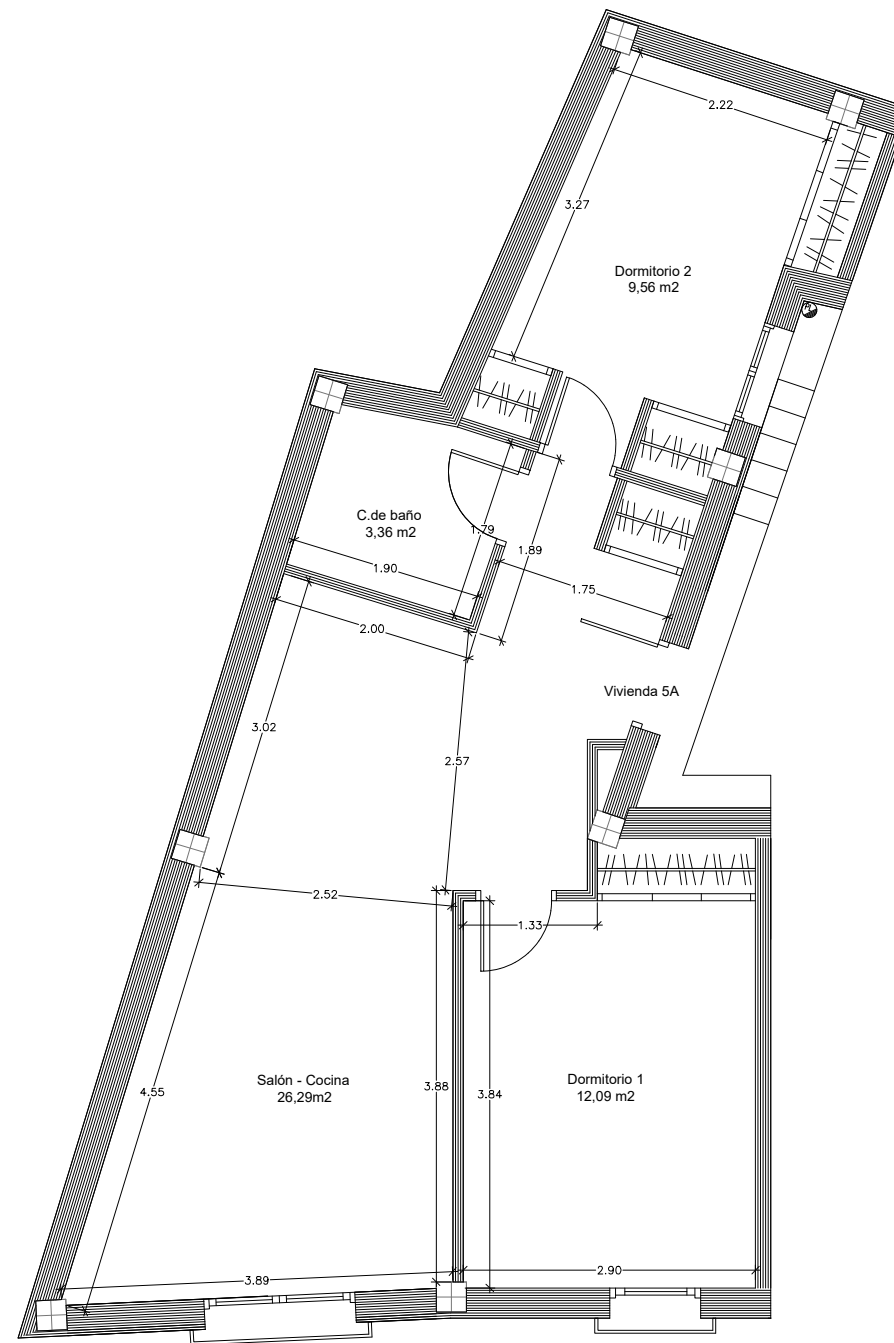 2.22
3.27
Dormitorio 2
9,56 m2
C.de baño
3,36 m2
1.79
1.89
1.90
1.75
2.00
Vivienda 5A
3.02
2.57
2.52
1.33
Salón - Cocina
26,29m2
Dormitorio 1
12,09 m2
4.55
3.88
3.84
3.89
2.90